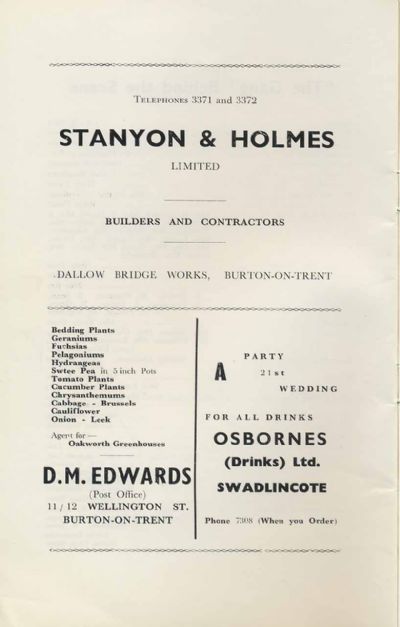 TELEPHONES 3371 and 3372
STANYON & HOLMES
LIMITED
BUILDERS AND CONTRACTORS
DALLOW BRIDGE WORKS, BURTON-ON-TRENT
Bedding Plants
Geraniums
Fuchsias
Pelagoniums
Hydrangeas
Swtee Pea in 5 inch Pots
Tomato Plants
Cucumber Plants
Chrysanthemums
Cabbage - Brussels
Cauliflower
Onion - Leek
Agent for—
Oakworth Greenhouses
D.M. EDWARDS
(Post Office)
11/12 WELLINGTON ST.
BURTON-ON-TRENT
PARTY
A 21st
WEDDING
FOR ALL DRINKS
OSBORNES
(Drinks) Ltd.
SWADLINCOTE
Phone 7308 (When you Order)